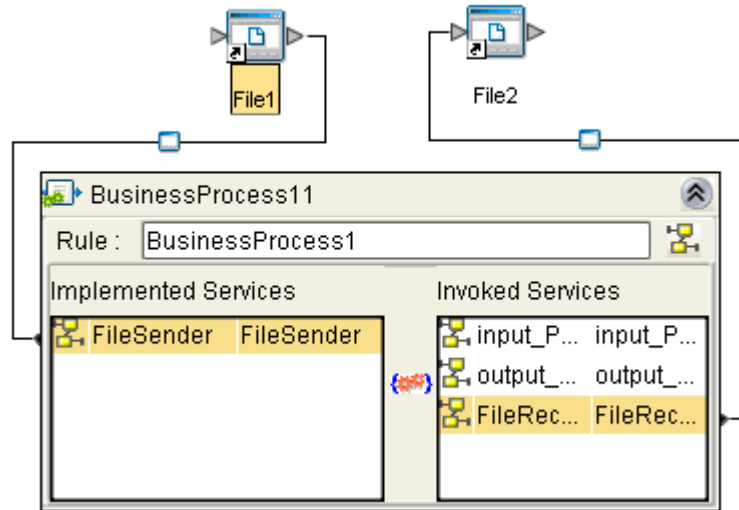 File1
File2
BusinessProcess11
Rule : BusinessProcess1
Implemented Services Invoked Services
FileSender FileSender
input_P... input_P...
output_... output_...
FileRec... FileRec...